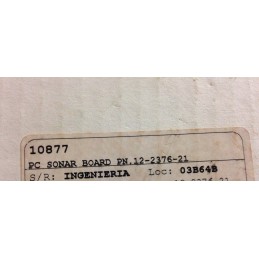 10877
PC SONAR BOARD PN.12-2376-21
S/R: INGENIERIA Loc: 03B64B